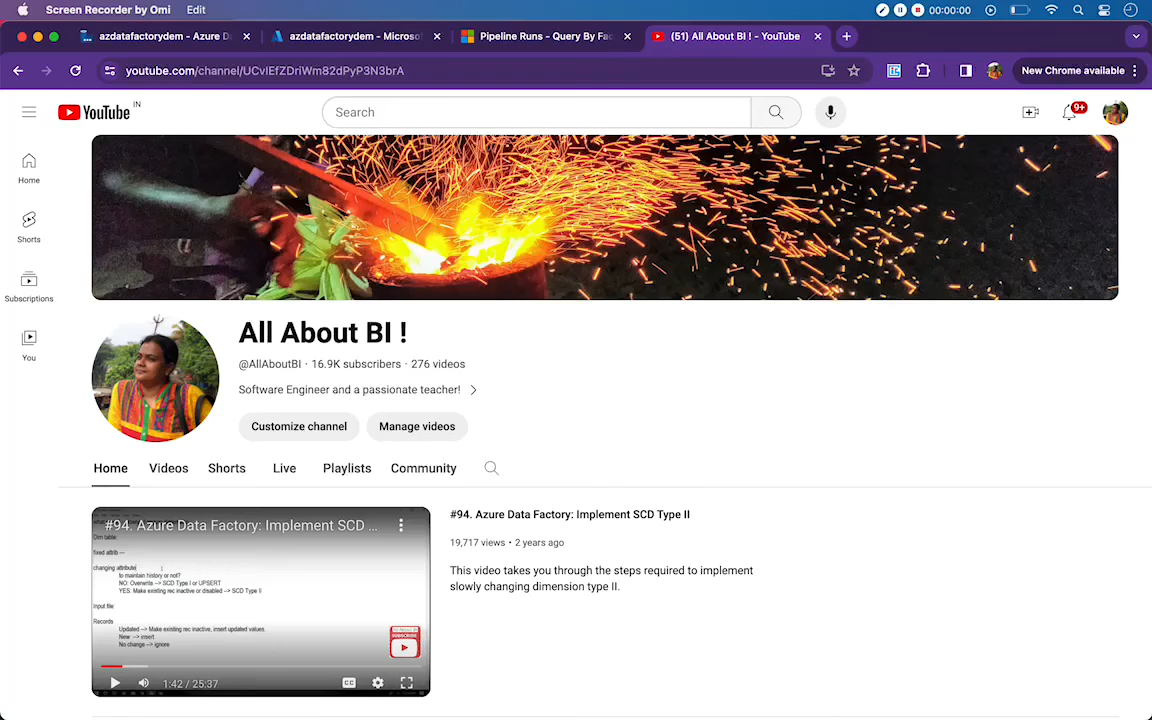 Screen Recorder by Omi Edit 00:00:00
azdatafactorydem - Azure Da azdatafactorydem - Microsof Pipeline Runs - Query By Fac (51) All About BI ! - YouTube
youtube.com/channel/UCvIEfZDriWm82dPyP3N3brA New Chrome available
YouTube IN Search 9+
Home
Shorts
Subscriptions
You
All About BI !
@AllAboutBI · 16.9K subscribers · 276 videos
Software Engineer and a passionate teacher!
Customize channel Manage videos
Home Videos Shorts Live Playlists Community
#94. Azure Data Factory: Implement SCD ...
Dim table:
fixed attrib ---
changing attribute
to maintain history or not?
NO: Overwrite --> SCD Type I or UPSERT
YES: Make existing rec inactive or disabled --> SCD Type II
Input file:
Records
Updated --> Make existing rec inactive, insert updated values.
New --> insert
No change --> ignore
SUBSCRIBE
CC
1:42 / 25:37
#94. Azure Data Factory: Implement SCD Type II
19,717 views • 2 years ago
This video takes you through the steps required to implement
slowly changing dimension type II.